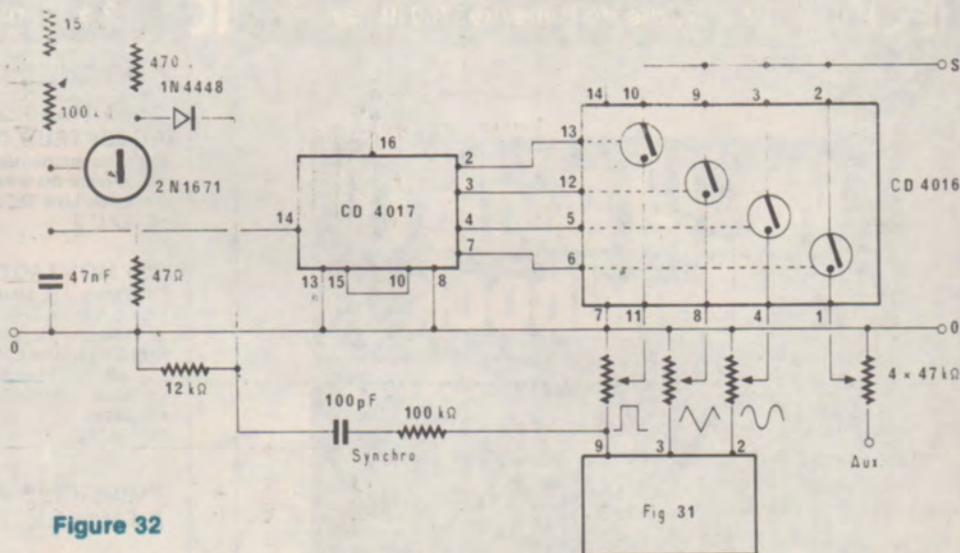 15
470
1N4448
100
2N1671
47nF
47Ω
0
12 kΩ
100pF
100 kΩ
Synchro
14
16
CD 4017
2
3
4
7
13 15 10 8
14 10 9 3 2
S
13
12
5
6
CD 4016
7 11 8 4 1
0
4 × 47kΩ
Aux.
9 3 2
Fig 31
Figure 32